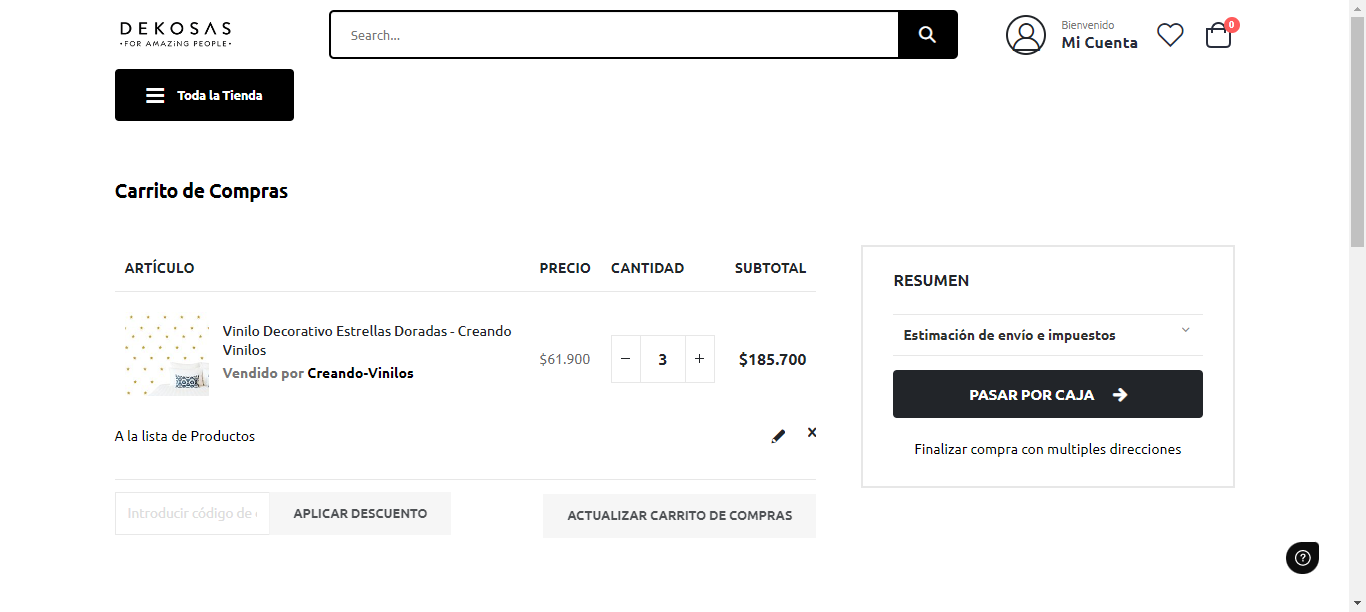 DEKOSAS
•FOR AMAZING PEOPLE•
Search...
Bienvenido
Mi Cuenta
0
Toda la Tienda
Carrito de Compras
ARTÍCULO PRECIO CANTIDAD SUBTOTAL
Vinilo Decorativo Estrellas Doradas - Creando
Vinilos
Vendido por Creando-Vinilos
$61.900 − 3 + $185.700
A la lista de Productos
Introducir código de
APLICAR DESCUENTO
ACTUALIZAR CARRITO DE COMPRAS
RESUMEN
Estimación de envío e impuestos
PASAR POR CAJA
Finalizar compra con multiples direcciones
?